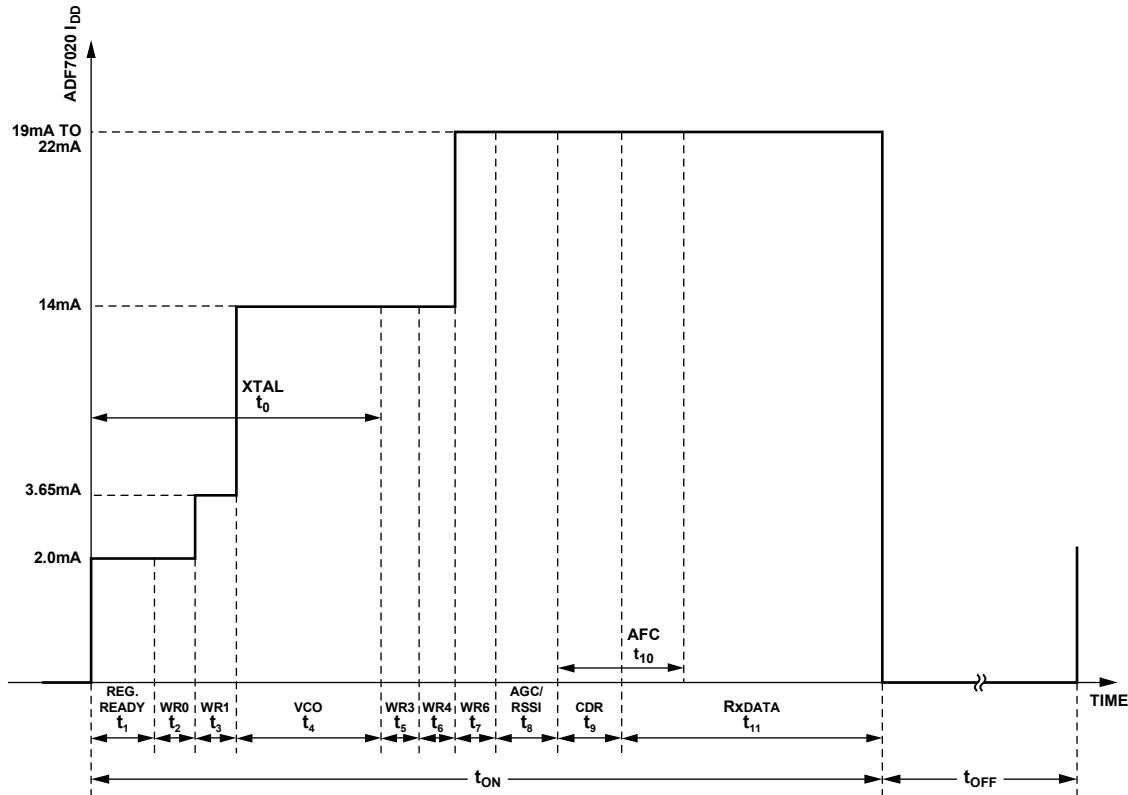 ADF7020 IDD
19mA TO
22mA
14mA
XTAL
t0
3.65mA
2.0mA
AFC
t10
REG.
READY
t1
WR0
t2
WR1
t3
VCO
t4
WR3
t5
WR4
t6
WR6
t7
AGC/
RSSI
t8
CDR
t9
RxDATA
t11
TIME
tON
tOFF